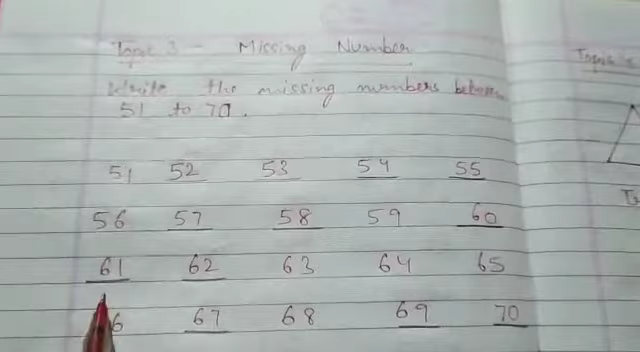 Topic 3 - Missing Number
Write the missing numbers between
51 to 70.
51 52 53 54 55
56 57 58 59 60
61 62 63 64 65
6 67 68 69 70
Topic